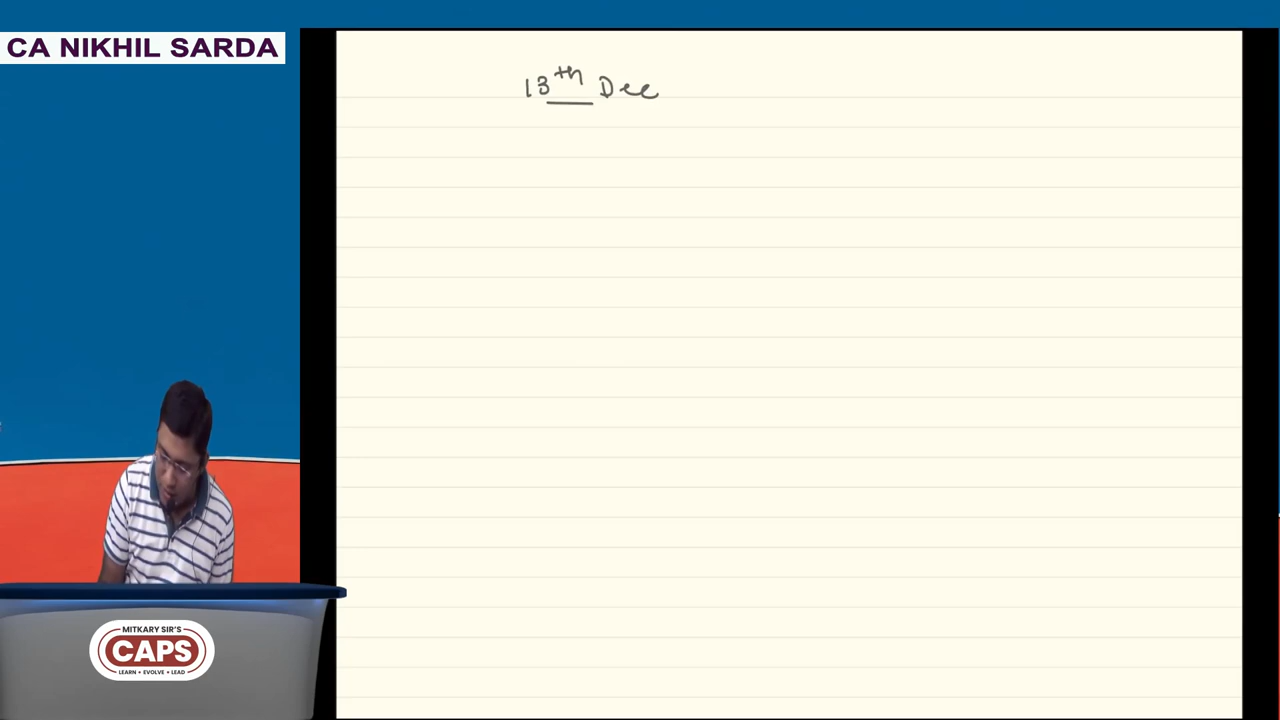 CA NIKHIL SARDA
13th Dec
MITKARY SIR'S
CAPS
LEARN • EVOLVE • LEAD